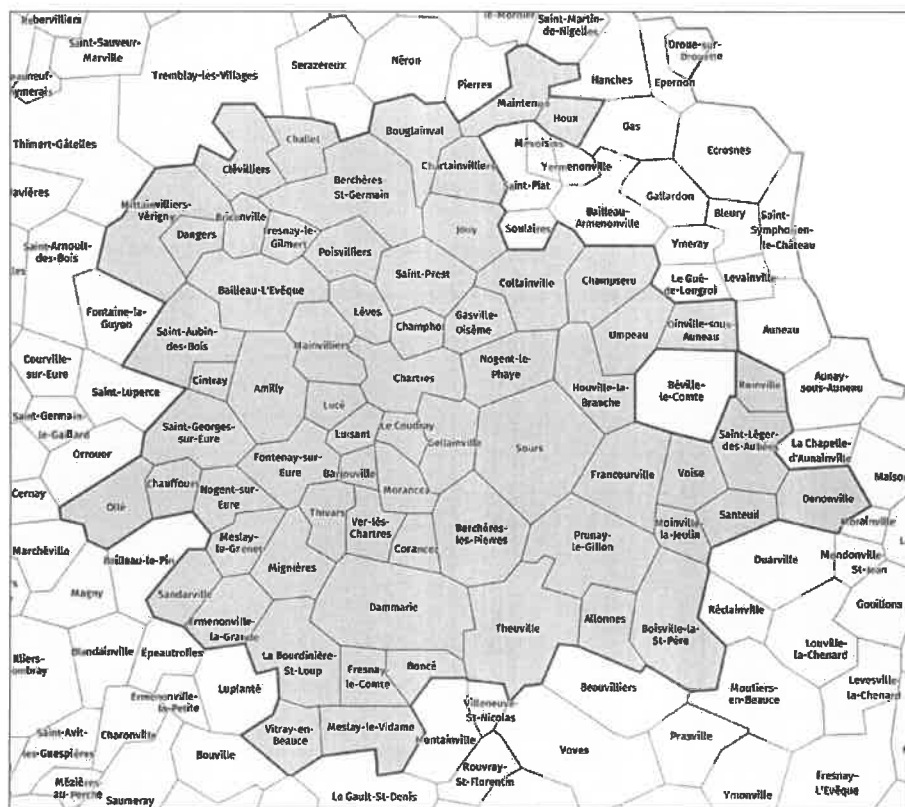 Saint-Martin-
de-Nigelles
Saint-Sauveur-
Marville
Tremblay-les-Villages
Serazereux
Néron
Pierres
Hanches
Droue-sur-
Drouette
Epernon
Maintenon
Houx
Gas
Ecrosnes
Thimert-Gâtelles
Challet
Bouglainval
Clévilliers
Chartainvilliers
Mévoisins
Yermenonville
Saint-Piat
Gallardon
Berchères
St-Germain
Mittainvilliers-
Vérigny
Briconville
Dangers
Fresnay-le-
Gilmert
Poisvilliers
Jouy
Soulaires
Bailleau-
Armenonville
Bleury
Saint-
Symphorien-
le-Château
Ymeray
Saint-Arnoult-
des-Bois
Saint-Prest
Coltainville
Champseru
Le Gué-
de-Longroi
Levainville
Bailleau-L'Evêque
Fontaine-la-
Guyon
Lèves
Champhol
Gasville-
Oisème
Umpeau
Oinville-sous-
Auneau
Auneau
Saint-Aubin-
des-Bois
Mainvilliers
Nogent-le-
Phaye
Courville-
sur-Eure
Cintray
Amilly
Chartres
Houville-la-
Branche
Béville-
le-Comte
Roinville
Aunay-
sous-Auneau
Saint-Luperce
Lucé
Saint-Germain-
le-Gaillard
Saint-Georges-
sur-Eure
Luisant
Le Coudray
Gellainville
Sours
Saint-Léger-
des-Aubées
La Chapelle-
d'Aunainville
Orrouer
Fontenay-sur-
Eure
Barjouville
Francourville
Voise
Cernay
Chauffours
Nogent-sur-
Eure
Morancez
Ollé
Thivars
Ver-lès-
Chartres
Berchères-
les-Pierres
Prunay-
le-Gillon
Moinville-
la-Jeulin
Santeuil
Denonville
Maison
Moralnville
Meslay-
le-Grenet
Corancez
Marchéville
Bailleau-le-Pin
Mignières
Ouarville
Mondonville-
St-Jean
Magny
Sandarville
Dammarie
Gouillons
Ermenonville-
la-Grande
Theuville
Allonnes
Boisville-la-
St-Père
Réclainville
Blandainville
Épeautrolles
La Bourdinière-
St-Loup
Fresnay-
le-Comte
Boncé
Louville-
la-Chenard
Luplanté
Beouvilliers
Moutiers-
en-Beauce
Levesville-
la-Chenard
Ermenonville-
la-Petite
Villeneuve-
St-Nicolas
Saint-Avit-
les-Guespières
Charonville
Vitray-en-
Beauce
Meslay-le-Vidame
Montainville
Voves
Prasville
Bouville
Rouvray-
St-Florentin
Mézières-
au-Perche
Saumeray
Le Gault-St-Denis
Ymonville
Fresnay-
L'Evêque